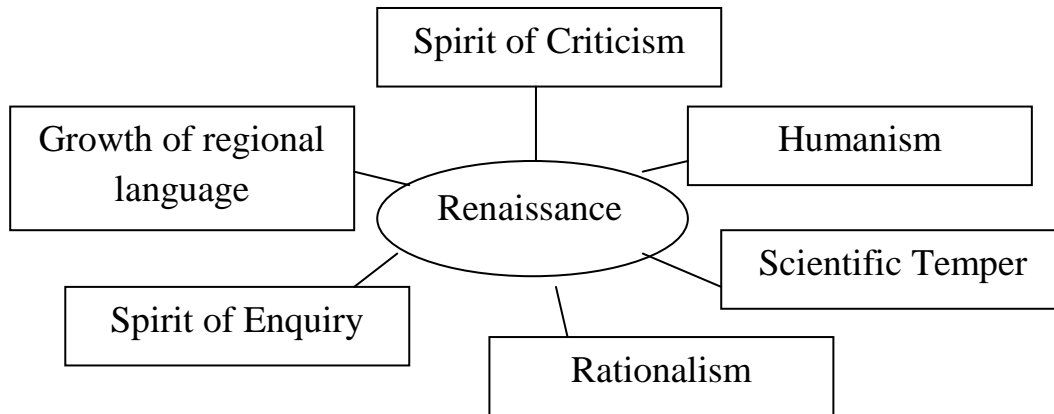 Spirit of Criticism
Growth of regional
language
Humanism
Renaissance
Scientific Temper
Spirit of Enquiry
Rationalism